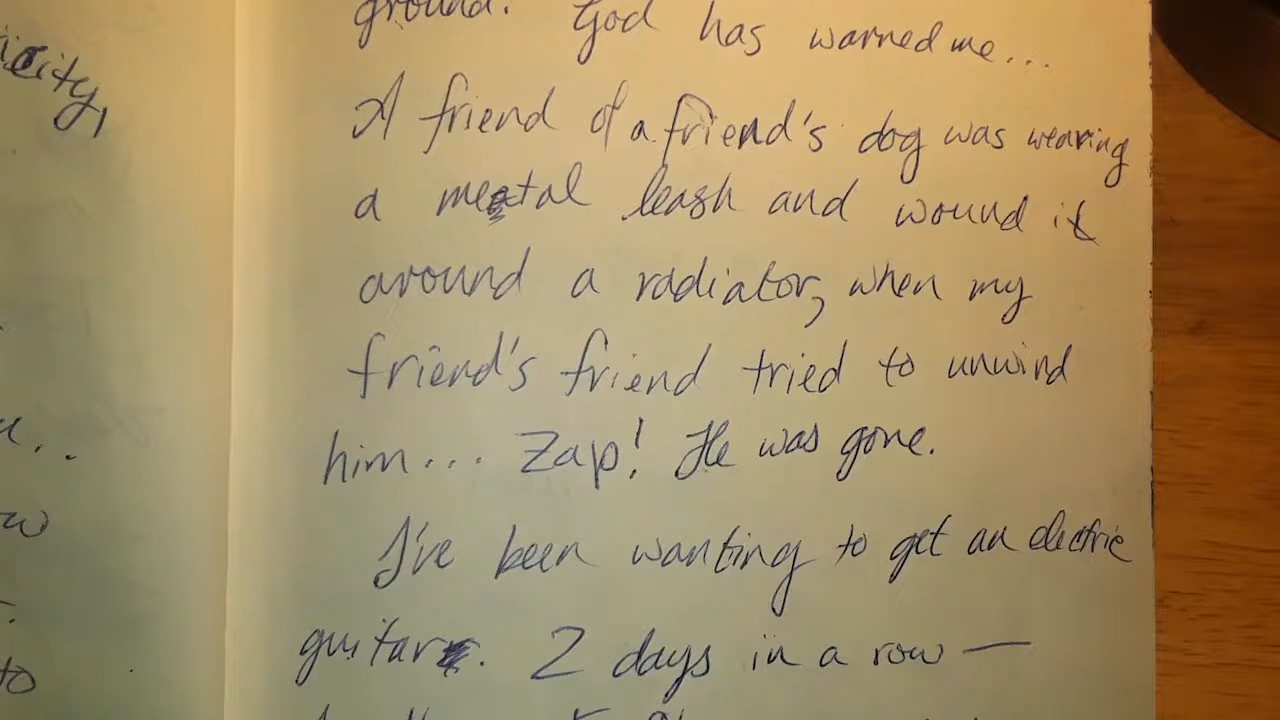 icity,
ground. God has warned me...
A friend of a friend's dog was wearing
a metal leash and wound it
around a radiator, when my
friend's friend tried to unwind
him... Zap! He was gone.
I've been wanting to get an electric
guitar. 2 days in a row —
to